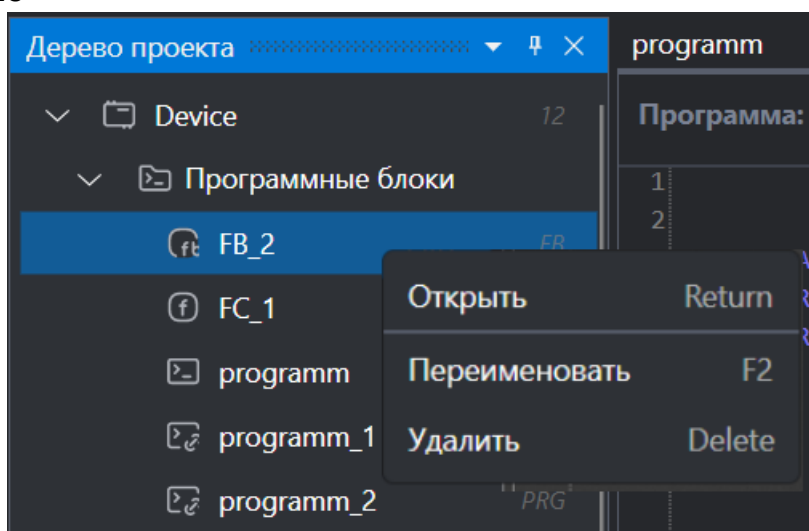 Дерево проекта
programm
Device 12
Программа:
Программные блоки
1
FB_2 FB
2
Открыть Return
FC_1
Переименовать F2
programm
Удалить Delete
programm_1
programm_2 PRG